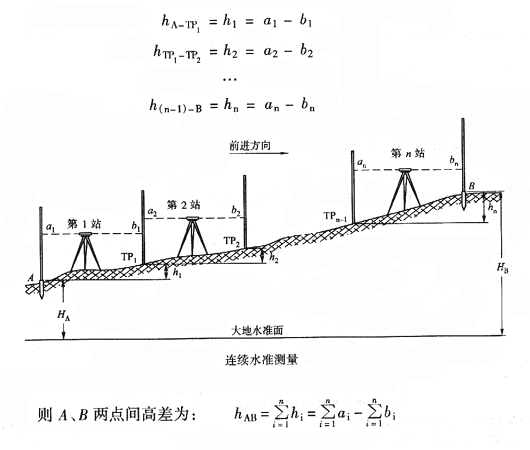 h_{A-TP_1} = h_1 = a_1 - b_1
h_{TP_1-TP_2} = h_2 = a_2 - b_2
…
h_{(n-1)-B} = h_n = a_n - b_n
前进方向
第 n 站
a_n
b_n
B
第 2 站
a_2
b_2
TP_{n-1}
h_n
第 1 站
a_1
b_1
TP_2
TP_1
h_2
h_1
A
H_A
H_B
大地水准面
连续水准测量
则 A、B 两点间高差为： h_{AB} = \sum_{i=1}^{n} h_i = \sum_{i=1}^{n} a_i - \sum_{i=1}^{n} b_i